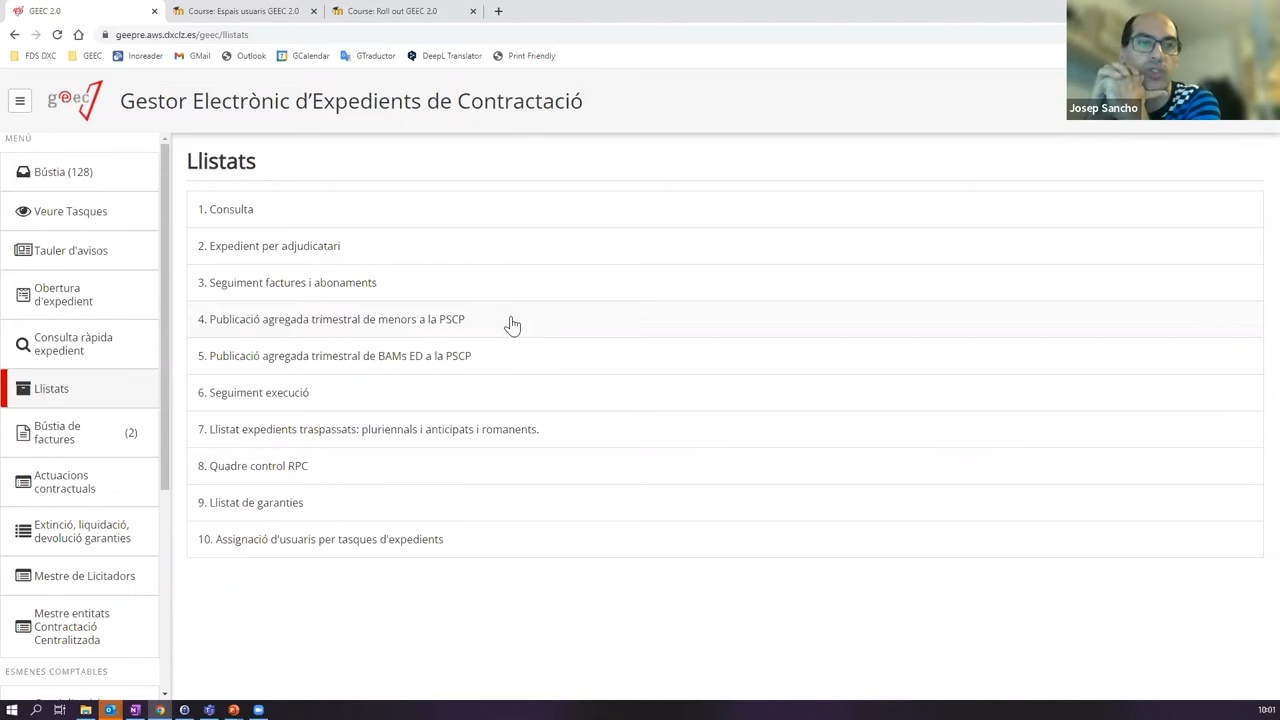 GEEC 2.0
Course: Espais usuaris GEEC 2.0
Course: Roll out GEEC 2.0
geepre.aws.dxclz.es/geec/llistats
FDS DXC
GEEC
Inoreader
GMail
Outlook
GCalendar
GTraductor
DeepL Translator
Print Friendly
geec
Gestor Electrònic d'Expedients de Contractació
Josep Sancho
MENÚ
Bústia (128)
Veure Tasques
Tauler d'avisos
Obertura
d'expedient
Consulta ràpida
expedient
Llistats
Bústia de
factures
(2)
Actuacions
contractuals
Extinció, liquidació,
devolució garanties
Mestre de Licitadors
Mestre entitats
Contractació
Centralitzada
ESMENES COMPTABLES
Llistats
1. Consulta
2. Expedient per adjudicatari
3. Seguiment factures i abonaments
4. Publicació agregada trimestral de menors a la PSCP
5. Publicació agregada trimestral de BAMs ED a la PSCP
6. Seguiment execució
7. Llistat expedients traspassats: pluriennals i anticipats i romanents.
8. Quadre control RPC
9. Llistat de garanties
10. Assignació d'usuaris per tasques d'expedients
10:01